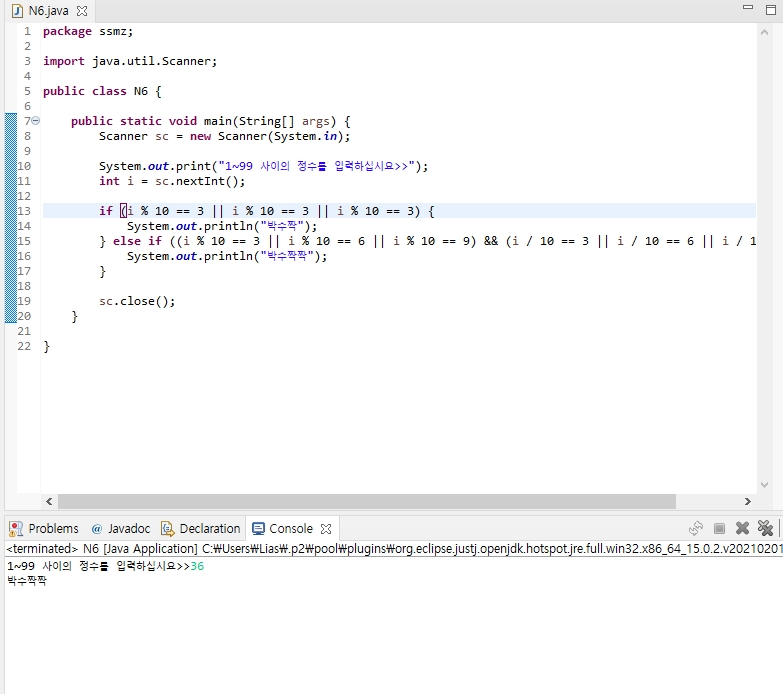 N6.java
1 package ssmz;
2
3 import java.util.Scanner;
4
5 public class N6 {
6
7 public static void main(String[] args) {
8 Scanner sc = new Scanner(System.in);
9
10 System.out.print("1~99 사이의 정수를 입력하십시요>>");
11 int i = sc.nextInt();
12
13 if (i % 10 == 3 || i % 10 == 3 || i % 10 == 3) {
14 System.out.println("박수짝");
15 } else if ((i % 10 == 3 || i % 10 == 6 || i % 10 == 9) && (i / 10 == 3 || i / 10 == 6 || i / 1
16 System.out.println("박수짝짝");
17 }
18
19 sc.close();
20 }
21
22 }
Problems @ Javadoc Declaration Console
<terminated> N6 [Java Application] C:₩Users₩Lias₩.p2₩pool₩plugins₩org.eclipse.justj.openjdk.hotspot.jre.full.win32.x86_64_15.0.2.v20210201
1~99 사이의 정수를 입력하십시요>>36
박수짝짝